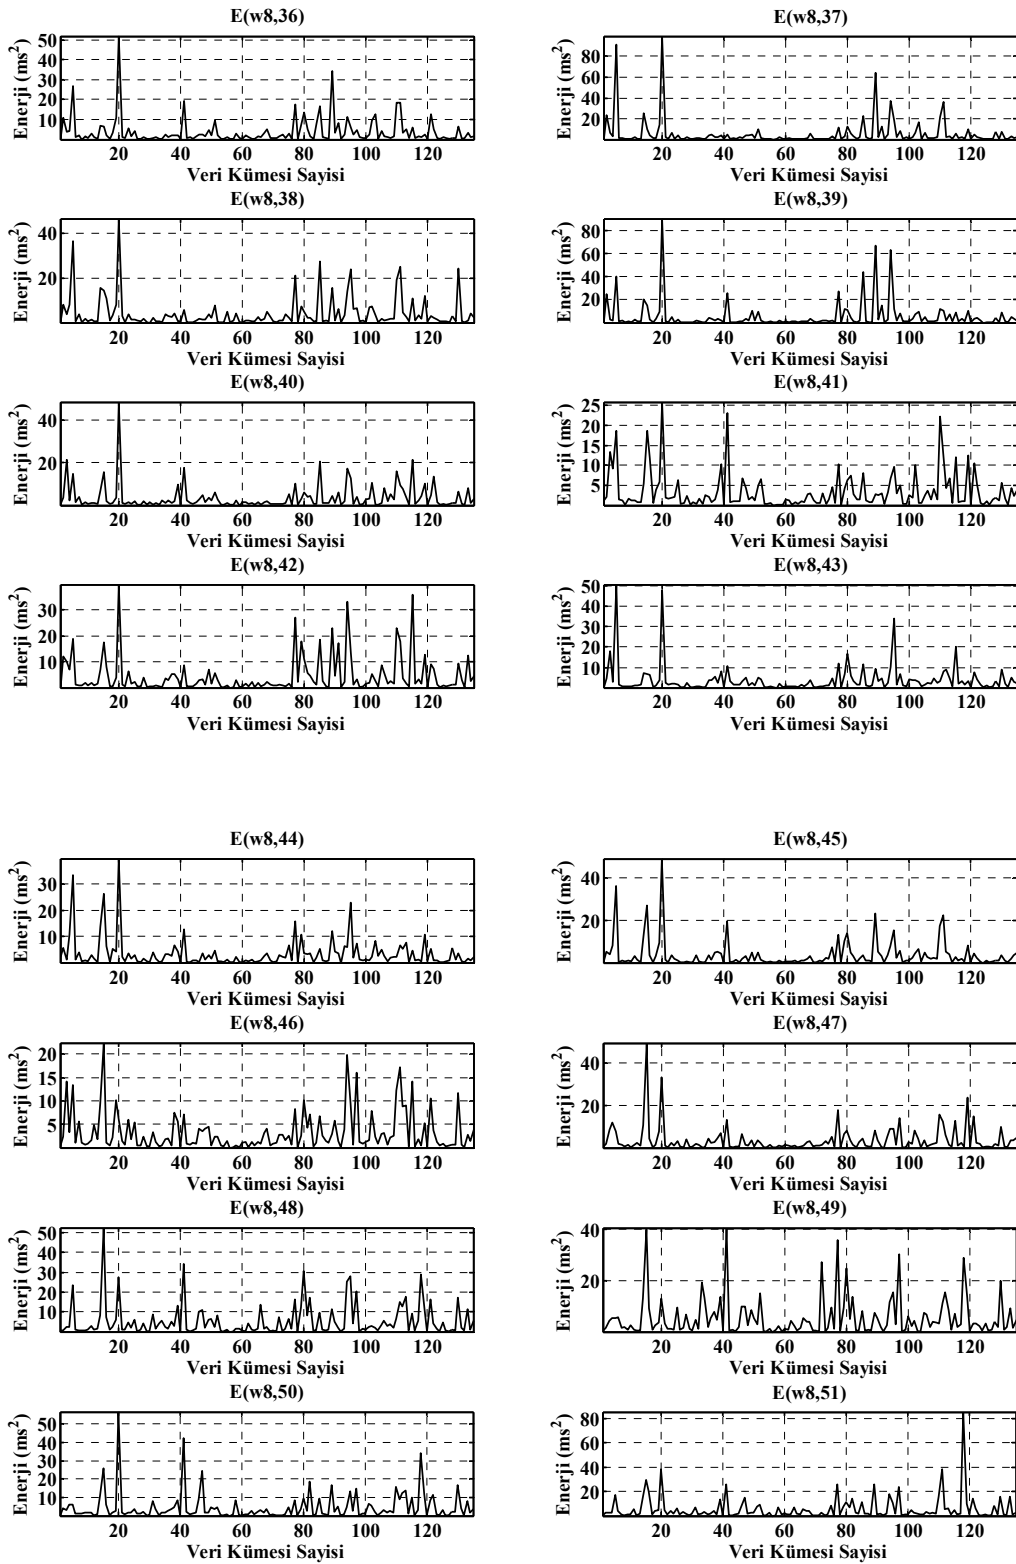 E(w8,36)
Enerji (ms2)
50
40
30
20
10
20 40 60 80 100 120
Veri Kümesi Sayisi
E(w8,37)
Enerji (ms2)
80
60
40
20
20 40 60 80 100 120
Veri Kümesi Sayisi
E(w8,38)
Enerji (ms2)
40
20
20 40 60 80 100 120
Veri Kümesi Sayisi
E(w8,39)
Enerji (ms2)
80
60
40
20
20 40 60 80 100 120
Veri Kümesi Sayisi
E(w8,40)
Enerji (ms2)
40
20
20 40 60 80 100 120
Veri Kümesi Sayisi
E(w8,41)
Enerji (ms2)
25
20
15
10
5
20 40 60 80 100 120
Veri Kümesi Sayisi
E(w8,42)
Enerji (ms2)
30
20
10
20 40 60 80 100 120
Veri Kümesi Sayisi
E(w8,43)
Enerji (ms2)
50
40
30
20
10
20 40 60 80 100 120
Veri Kümesi Sayisi
E(w8,44)
Enerji (ms2)
30
20
10
20 40 60 80 100 120
Veri Kümesi Sayisi
E(w8,45)
Enerji (ms2)
40
20
20 40 60 80 100 120
Veri Kümesi Sayisi
E(w8,46)
Enerji (ms2)
20
15
10
5
20 40 60 80 100 120
Veri Kümesi Sayisi
E(w8,47)
Enerji (ms2)
40
20
20 40 60 80 100 120
Veri Kümesi Sayisi
E(w8,48)
Enerji (ms2)
50
40
30
20
10
20 40 60 80 100 120
Veri Kümesi Sayisi
E(w8,49)
Enerji (ms2)
40
20
20 40 60 80 100 120
Veri Kümesi Sayisi
E(w8,50)
Enerji (ms2)
50
40
30
20
10
20 40 60 80 100 120
Veri Kümesi Sayisi
E(w8,51)
Enerji (ms2)
80
60
40
20
20 40 60 80 100 120
Veri Kümesi Sayisi